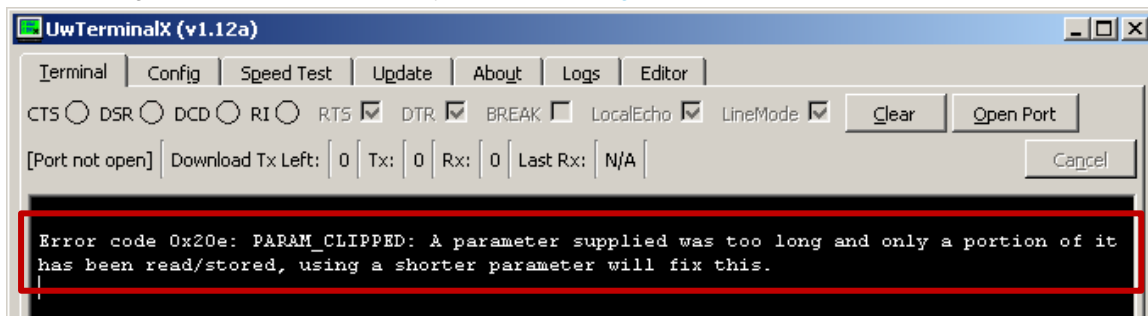 UwTerminalX (v1.12a)
Terminal Config Speed Test Update About Logs Editor
CTS DSR DCD RI RTS DTR BREAK LocalEcho LineMode Clear Open Port
[Port not open] Download Tx Left: 0 Tx: 0 Rx: 0 Last Rx: N/A Cancel
Error code 0x20e: PARAM_CLIPPED: A parameter supplied was too long and only a portion of it
has been read/stored, using a shorter parameter will fix this.